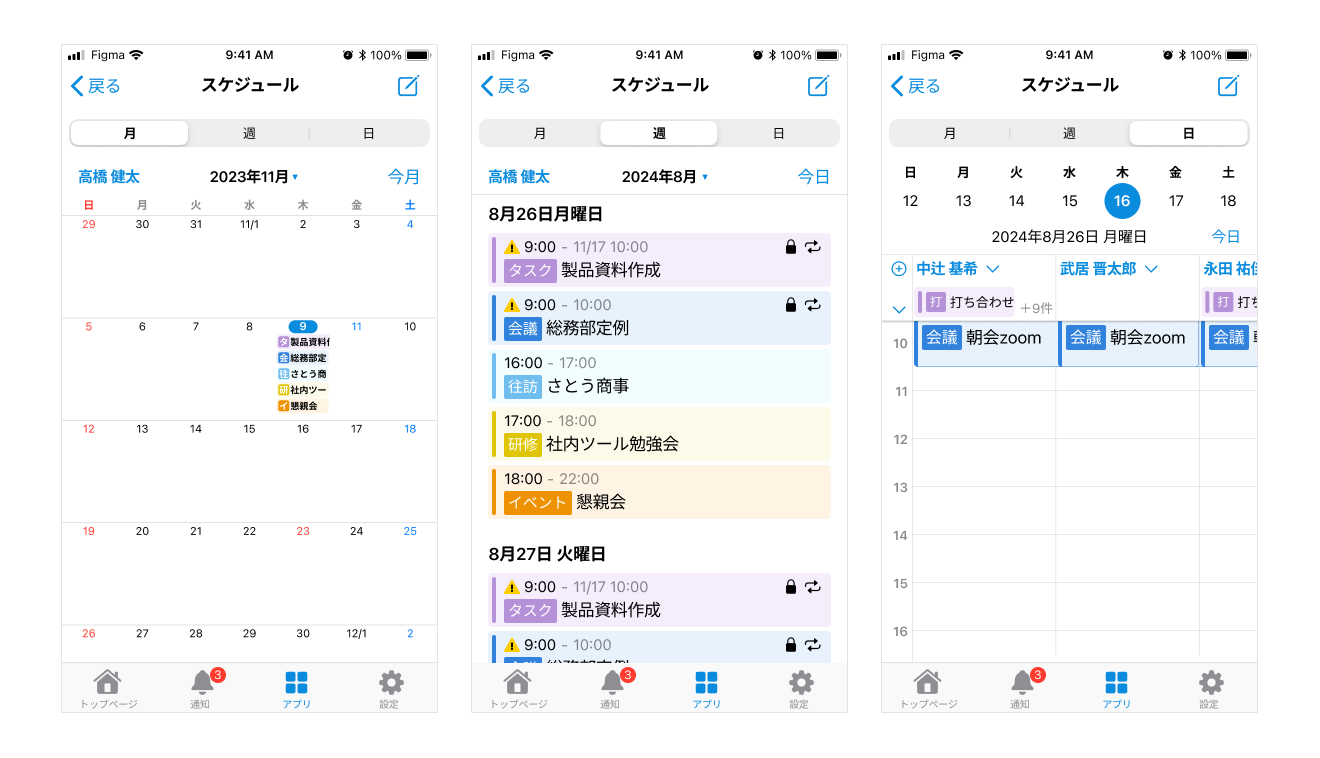 Figma 9:41 AM 100%
戻る スケジュール
月 週 日
高橋 健太 2023年11月 ▾ 今月
日 月 火 水 木 金 土
29 30 31 11/1 2 3 4
5 6 7 8 9 11 10
タ 製品資料作
会 総務部定
往 さとう商
研 社内ツー
イ 懇親会
12 13 14 15 16 17 18
19 20 21 22 23 24 25
26 27 28 29 30 12/1 2
3
トップページ 通知 アプリ 設定
Figma 9:41 AM 100%
戻る スケジュール
月 週 日
高橋 健太 2024年8月 ▾ 今日
8月26日月曜日
9:00 - 11/17 10:00
タスク 製品資料作成
9:00 - 10:00
会議 総務部定例
16:00 - 17:00
往訪 さとう商事
17:00 - 18:00
研修 社内ツール勉強会
18:00 - 22:00
イベント 懇親会
8月27日 火曜日
9:00 - 11/17 10:00
タスク 製品資料作成
9:00 - 10:00
会議 総務部定例
3
トップページ 通知 アプリ 設定
Figma 9:41 AM 100%
戻る スケジュール
月 週 日
日 月 火 水 木 金 土
12 13 14 15 16 17 18
2024年8月26日 月曜日 今日
中辻 基希 武居 晋太郎 永田 祐佳
打 打ち合わせ +9件 打 打ち
10 会議 朝会zoom 会議 朝会zoom 会議
11
12
13
14
15
16
3
トップページ 通知 アプリ 設定